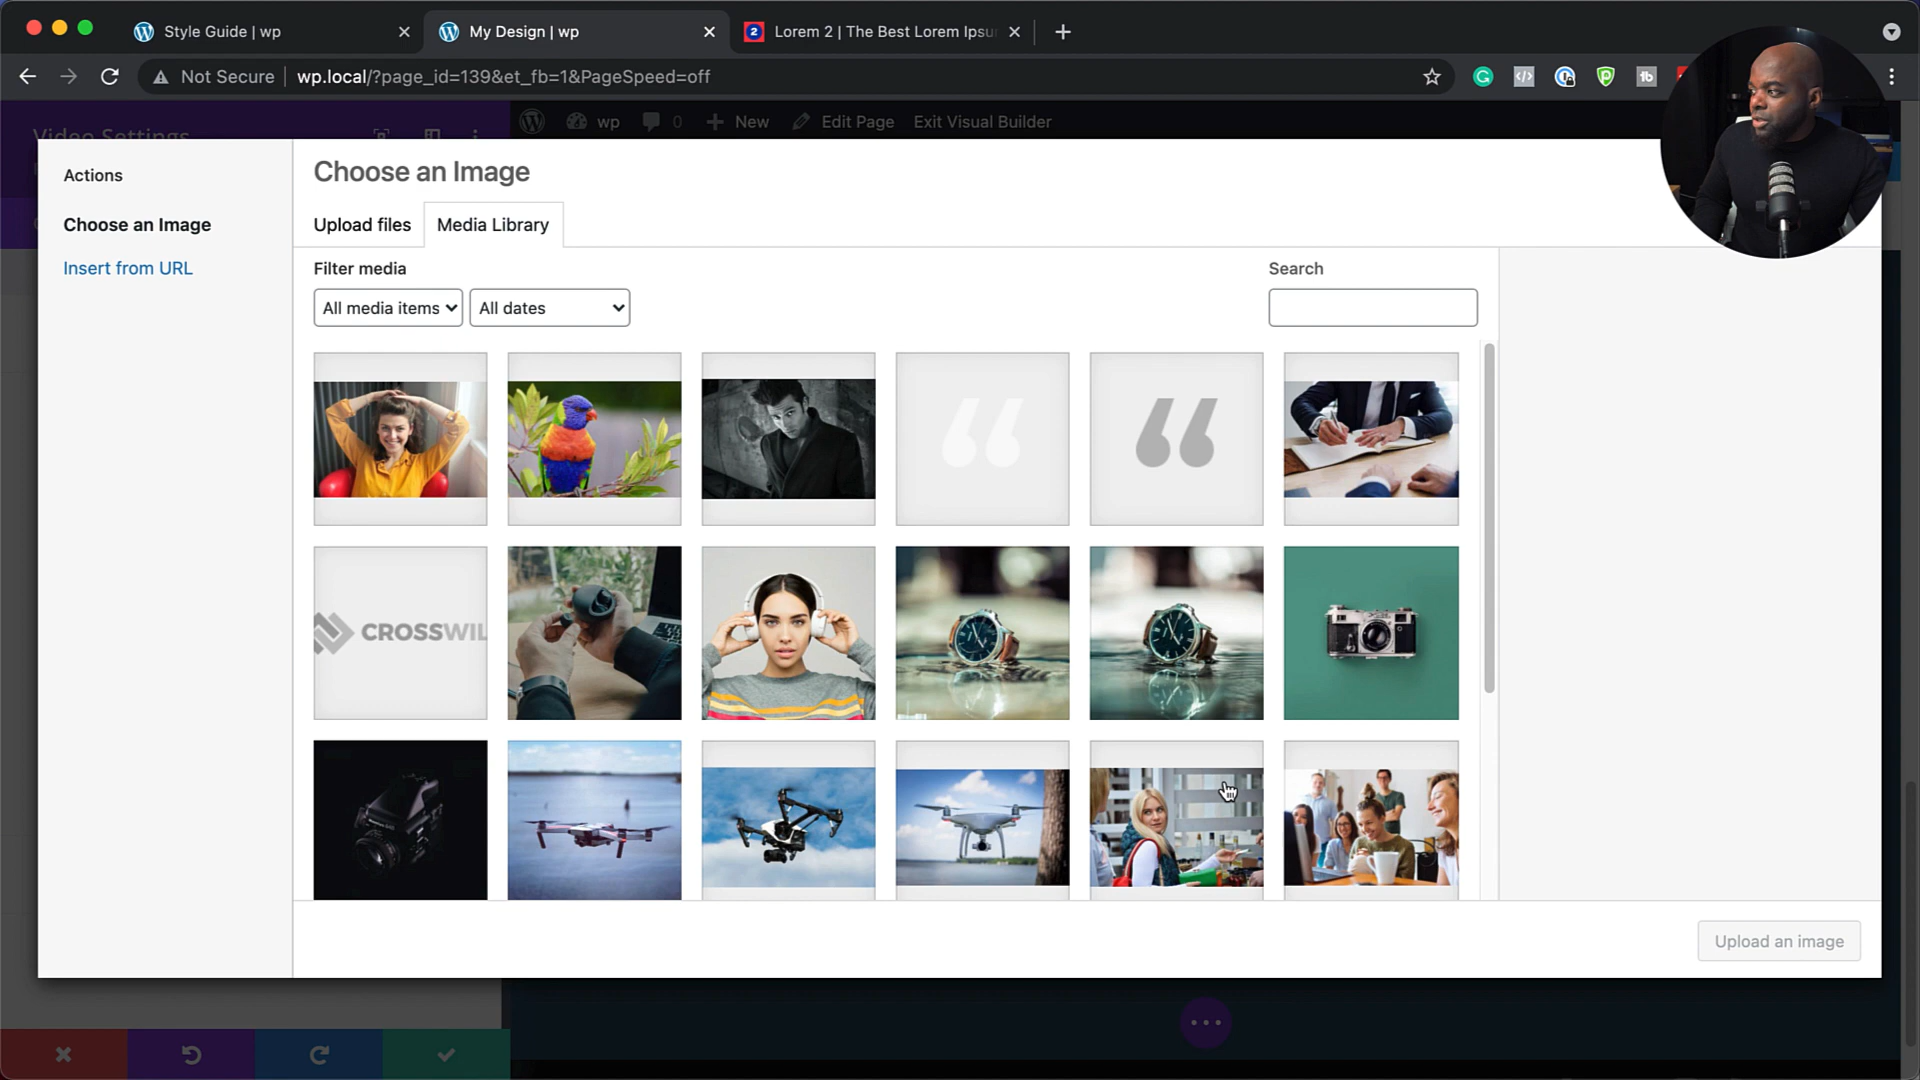 Style Guide | wp
My Design | wp
Lorem 2 | The Best Lorem Ipsu
Not Secure
wp.local/?page_id=139&et_fb=1&PageSpeed=off
Video Settings
wp
0
New
Edit Page
Exit Visual Builder
Actions
Choose an Image
Insert from URL
Choose an Image
Upload files
Media Library
Filter media
Search
All media items
All dates
CROSSWIL
Upload an image